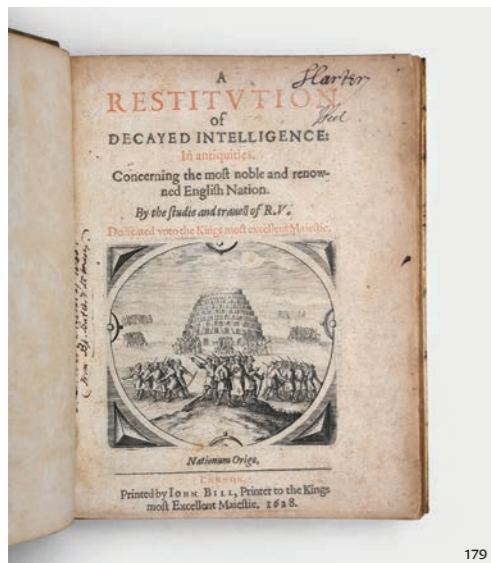 A
Harter
RESTITVTION
of
DECAYED INTELLIGENCE:
In antiquities.
Concerning the most noble and renow-
ned English Nation.
By the studie and trauell of R.V.
Dedicated vnto the Kings most excellent Maiestie.
Nationum Origo.
LONDON,
Printed by IOHN BILL, Printer to the Kings
most Excellent Maiestie, 1628.
179